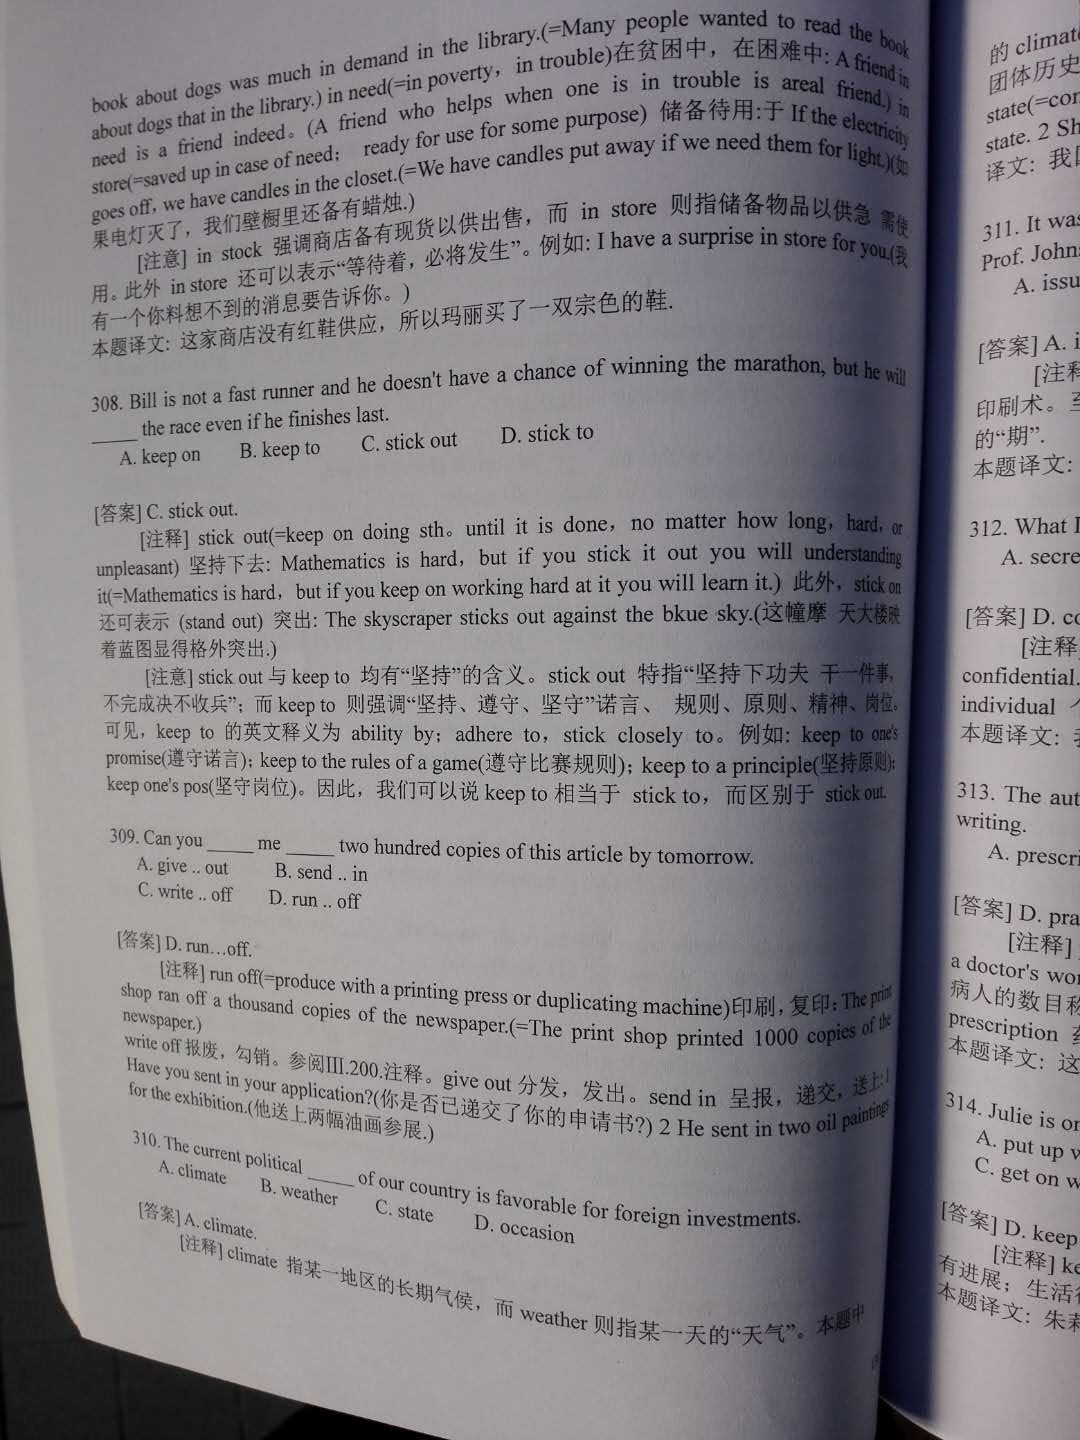 book about dogs was much in demand in the library.(=Many people wanted to read the book
about dogs that in the library.) in need(=in poverty，in trouble)在贫困中，在困难中: A friend in
need is a friend indeed。(A friend who helps when one is in trouble is areal friend.) in
store(=saved up in case of need； ready for use for some purpose) 储备待用:于 If the electricity
goes off, we have candles in the closet.(=We have candles put away if we need them for light.)(如
果电灯灭了，我们壁橱里还备有蜡烛.)
[注意] in stock 强调商店备有现货以供出售，而 in store 则指储备物品以供急 需使
用。此外 in store 还可以表示“等待着，必将发生”。例如: I have a surprise in store for you.(我
有一个你料想不到的消息要告诉你。)
本题译文: 这家商店没有红鞋供应，所以玛丽买了一双宗色的鞋.
308. Bill is not a fast runner and he doesn't have a chance of winning the marathon, but he will
_____ the race even if he finishes last.
A. keep on B. keep to C. stick out D. stick to
[答案] C. stick out.
[注释] stick out(=keep on doing sth。until it is done，no matter how long，hard，or
unpleasant) 坚持下去: Mathematics is hard，but if you stick it out you will understanding
it(=Mathematics is hard，but if you keep on working hard at it you will learn it.) 此外，stick on
还可表示 (stand out) 突出: The skyscraper sticks out against the bkue sky.(这幢摩 天大楼映
着蓝图显得格外突出.)
[注意] stick out 与 keep to 均有“坚持”的含义。stick out 特指“坚持下功夫 干一件事，
不完成决不收兵”；而 keep to 则强调“坚持、遵守、坚守”诺言、 规则、原则、精神、岗位。
可见，keep to 的英文释义为 ability by；adhere to，stick closely to。例如: keep to one's
promise(遵守诺言)；keep to the rules of a game(遵守比赛规则)；keep to a principle(坚持原则)；
keep one's pos(坚守岗位)。因此，我们可以说 keep to 相当于 stick to，而区别于 stick out.
309. Can you _____ me _____ two hundred copies of this article by tomorrow.
A. give .. out B. send .. in
C. write .. off D. run .. off
[答案] D. run…off.
[注释] run off(=produce with a printing press or duplicating machine)印刷，复印: The print
shop ran off a thousand copies of the newspaper.(=The print shop printed 1000 copies of the
newspaper.)
write off 报废，勾销。参阅III.200.注释。give out 分发，发出。send in 呈报，递交，送上: 1
Have you sent in your application?(你是否已递交了你的申请书?) 2 He sent in two oil paintings
for the exhibition.(他送上两幅油画参展.)
310. The current political _____ of our country is favorable for foreign investments.
A. climate B. weather C. state D. occasion
[答案] A. climate.
[注释] climate 指某一地区的长期气侯，而 weather 则指某一天的“天气”。本题中
的 climate
团体历史
state(=con
state. 2 Sh
译文: 我
311. It was
Prof. Johns
A. issu
[答案] A. i
[注释
印刷术。至
的“期”.
本题译文:
312. What I
A. secre
[答案] D. co
[注释]
confidential.
individual 个
本题译文:
313. The aut
writing.
A. prescri
[答案] D. pra
[注释]
a doctor's wor
病人的数目称
prescription
本题译文: 这
314. Julie is or
A. put up w
C. get on w
[答案] D. keep
[注释] ke
有进展；生活
本题译文: 朱莉